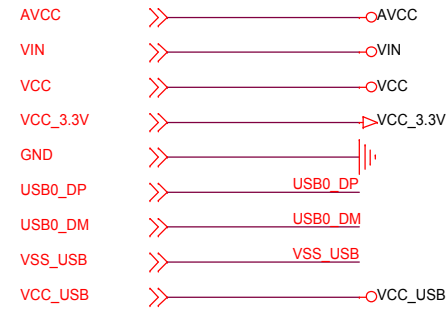 AVCC AVCC
VIN VIN
VCC VCC
VCC_3.3V VCC_3.3V
GND
USB0_DP USB0_DP
USB0_DM USB0_DM
VSS_USB VSS_USB
VCC_USB VCC_USB